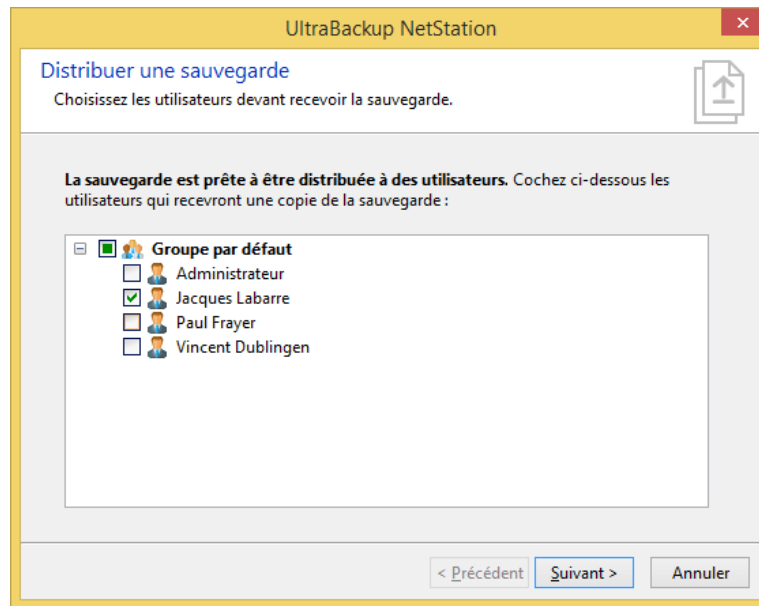 UltraBackup NetStation
Distribuer une sauvegarde
Choisissez les utilisateurs devant recevoir la sauvegarde.
La sauvegarde est prête à être distribuée à des utilisateurs. Cochez ci-dessous les
utilisateurs qui recevront une copie de la sauvegarde :
Groupe par défaut
Administrateur
Jacques Labarre
Paul Frayer
Vincent Dublingen
< Précédent
Suivant >
Annuler